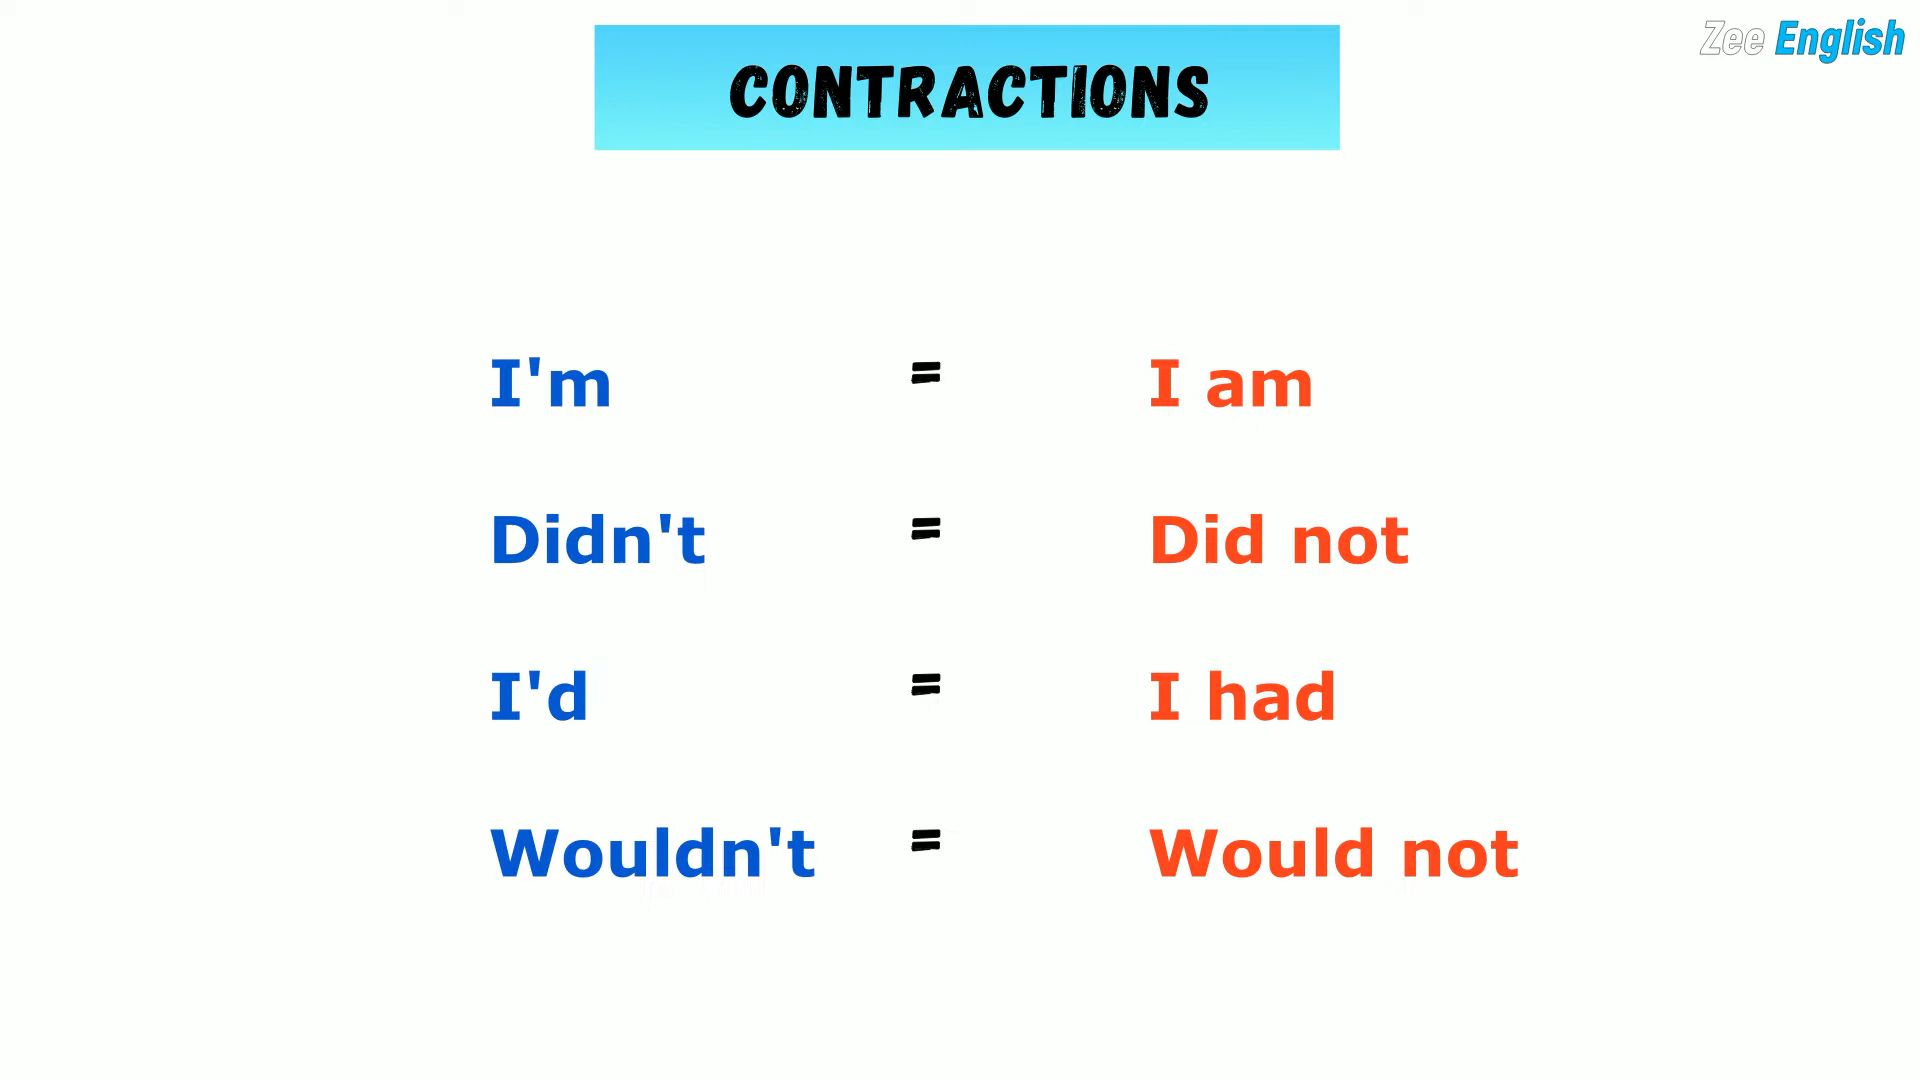 Zee English
CONTRACTIONS
I'm = I am
Didn't = Did not
I'd = I had
Wouldn't = Would not